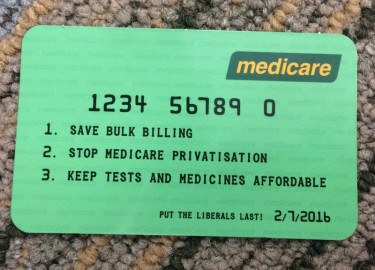 medicare
1234 56789 0
1. SAVE BULK BILLING
2. STOP MEDICARE PRIVATISATION
3. KEEP TESTS AND MEDICINES AFFORDABLE
PUT THE LIBERALS LAST! 2/7/2016